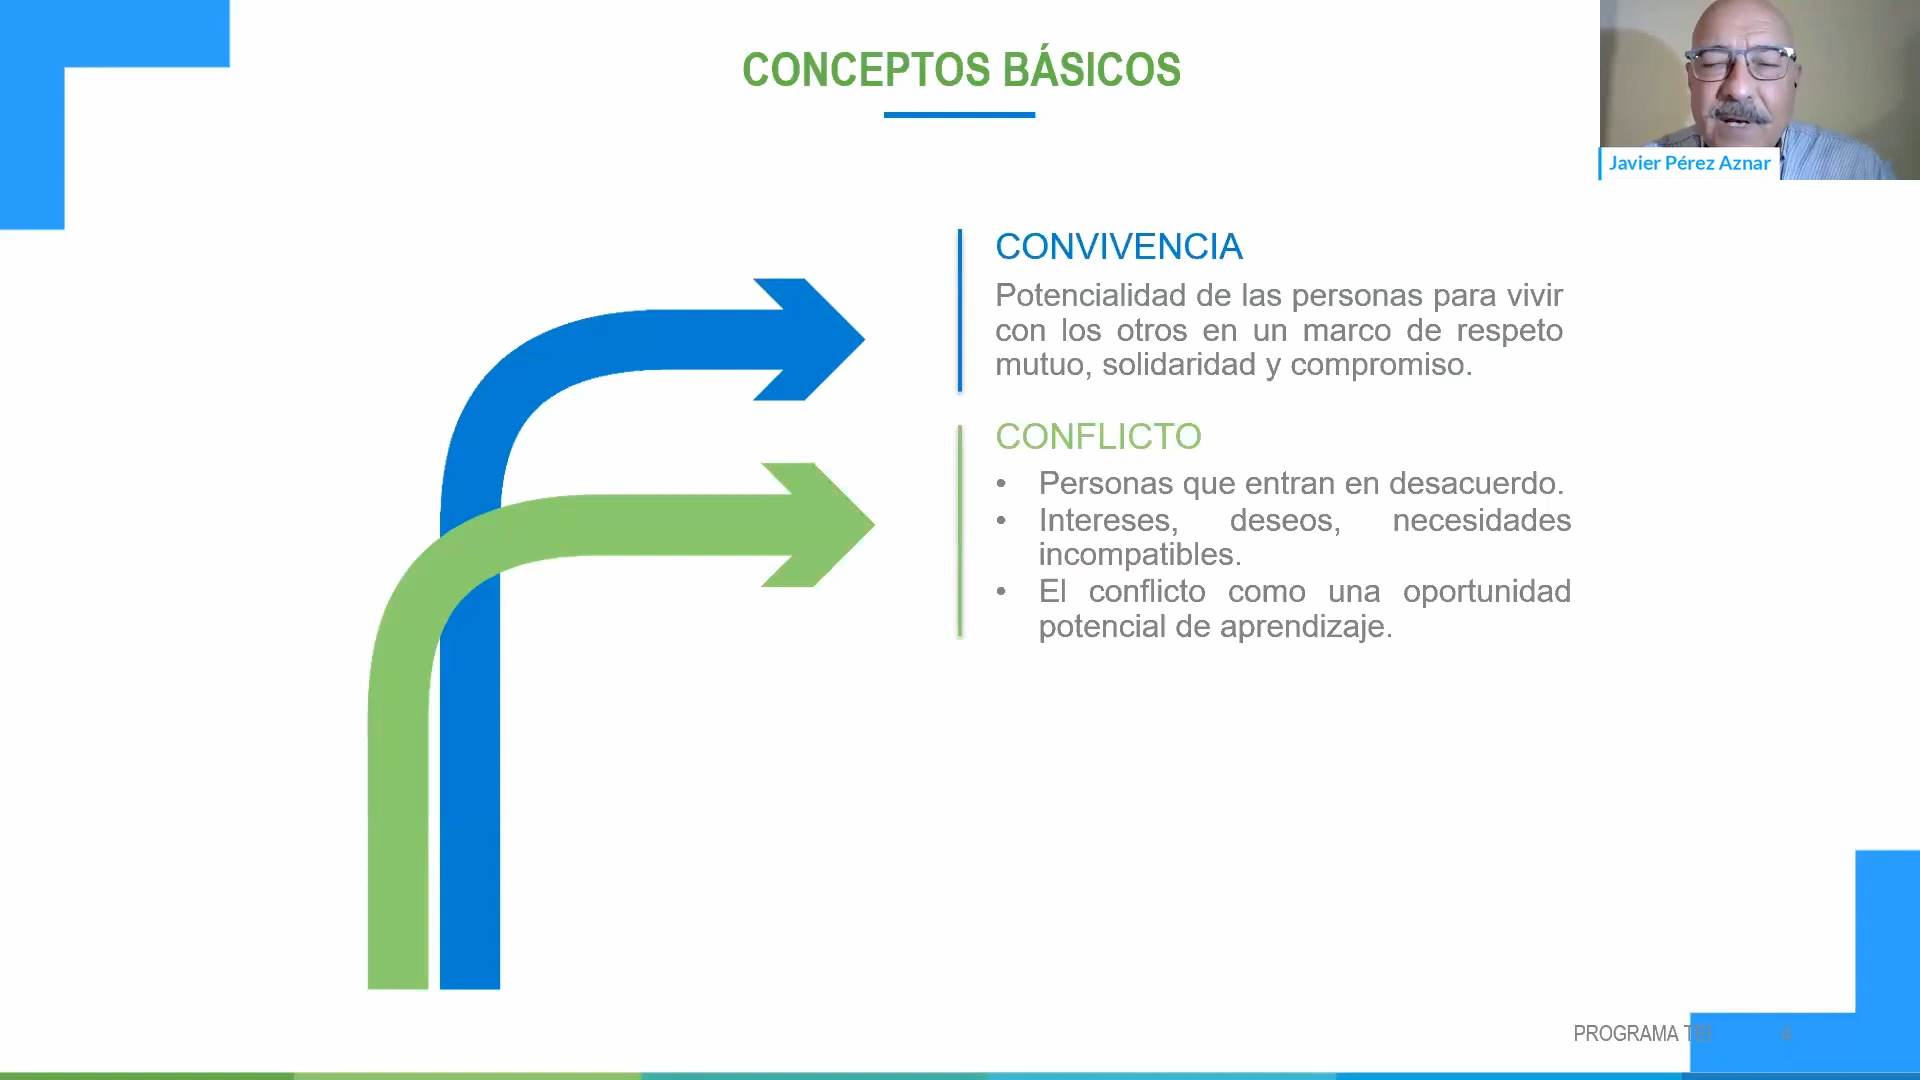 CONCEPTOS BÁSICOS
Javier Pérez Aznar
CONVIVENCIA
Potencialidad de las personas para vivir
con los otros en un marco de respeto
mutuo, solidaridad y compromiso.
CONFLICTO
• Personas que entran en desacuerdo.
• Intereses, deseos, necesidades
incompatibles.
• El conflicto como una oportunidad
potencial de aprendizaje.
PROGRAMA TEI